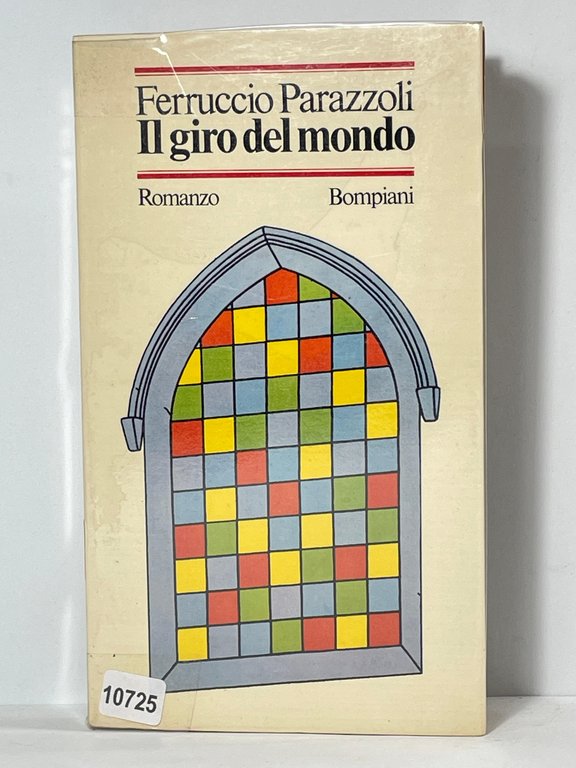 Ferruccio Parazzoli
Il giro del mondo
Romanzo Bompiani
10725